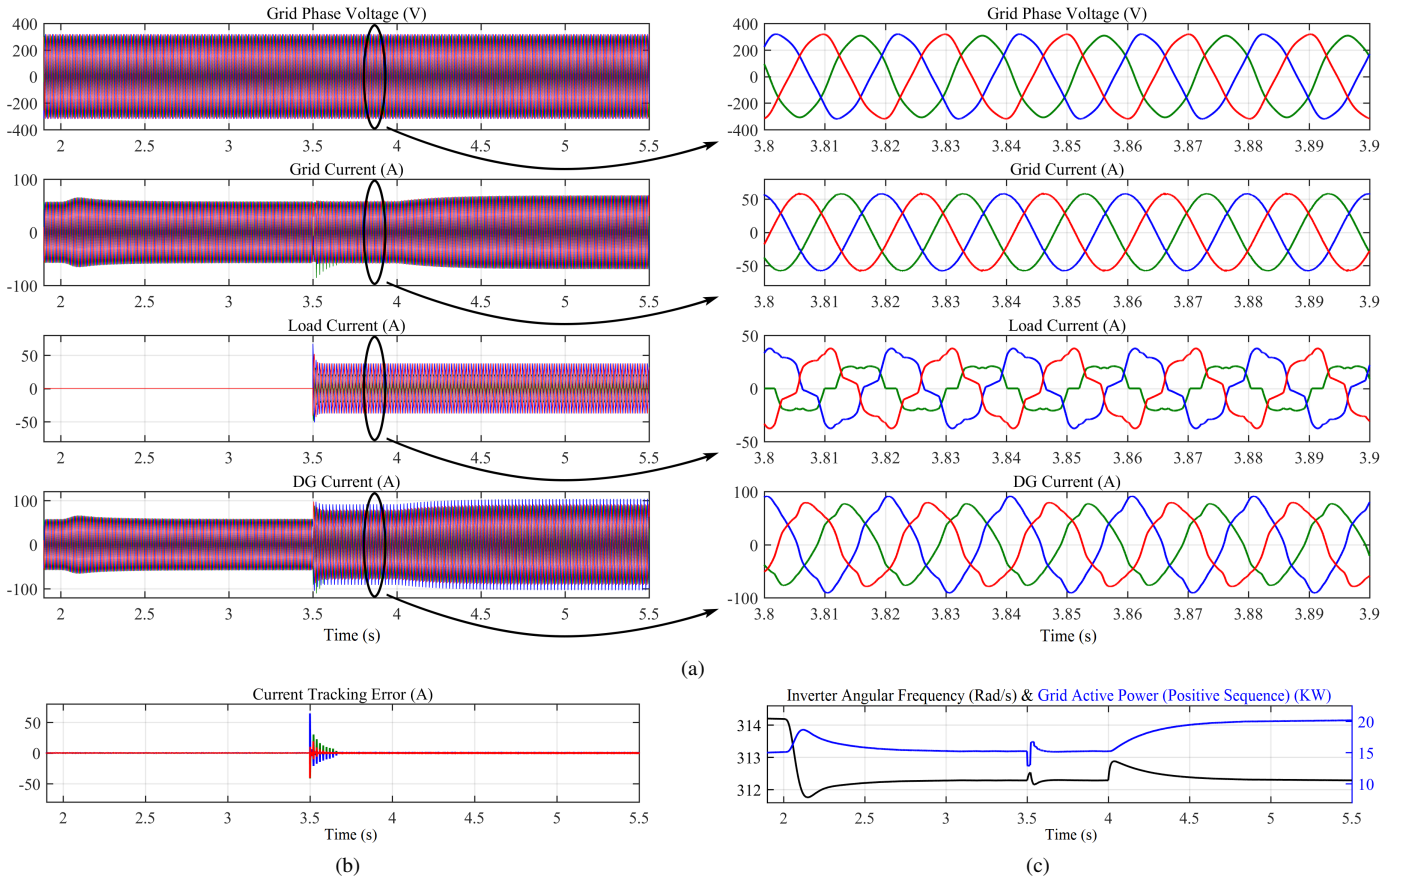 Grid Phase Voltage (V)
400
200
0
-200
-400
2 2.5 3 3.5 4 4.5 5 5.5
Grid Current (A)
100
0
-100
2 2.5 3 3.5 4 4.5 5 5.5
Load Current (A)
50
0
-50
2 2.5 3 3.5 4 4.5 5 5.5
DG Current (A)
100
0
-100
2 2.5 3 3.5 4 4.5 5 5.5
Time (s)
Grid Phase Voltage (V)
400
200
0
-200
-400
3.8 3.81 3.82 3.83 3.84 3.85 3.86 3.87 3.88 3.89 3.9
Grid Current (A)
50
0
-50
3.8 3.81 3.82 3.83 3.84 3.85 3.86 3.87 3.88 3.89 3.9
Load Current (A)
50
0
-50
3.8 3.81 3.82 3.83 3.84 3.85 3.86 3.87 3.88 3.89 3.9
DG Current (A)
100
0
-100
3.8 3.81 3.82 3.83 3.84 3.85 3.86 3.87 3.88 3.89 3.9
Time (s)
(a)
Current Tracking Error (A)
50
0
-50
2 2.5 3 3.5 4 4.5 5 5.5
Time (s)
(b)
Inverter Angular Frequency (Rad/s) & Grid Active Power (Positive Sequence) (KW)
314
313
312
20
15
10
2 2.5 3 3.5 4 4.5 5 5.5
Time (s)
(c)